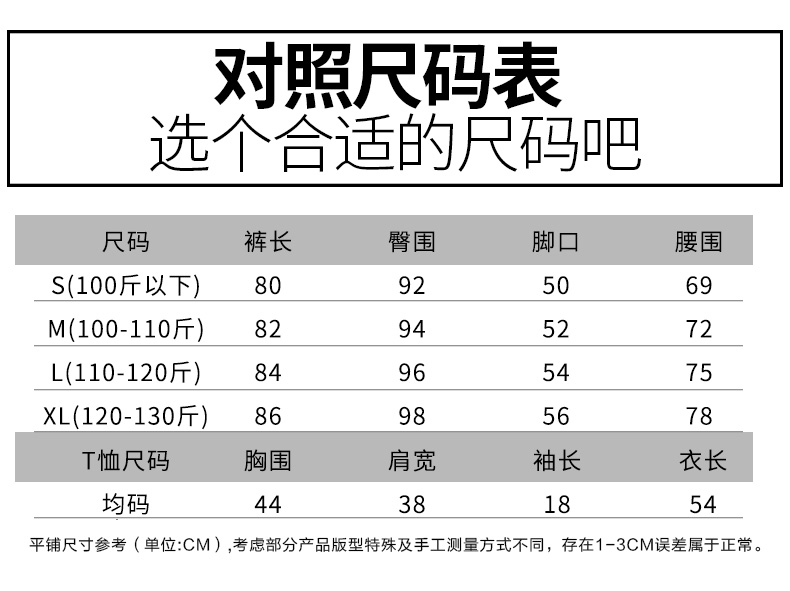 对照尺码表
选个合适的尺码吧
尺码 裤长 臀围 脚口 腰围
S(100斤以下) 80 92 50 69
M(100-110斤) 82 94 52 72
L(110-120斤) 84 96 54 75
XL(120-130斤) 86 98 56 78
T恤尺码 胸围 肩宽 袖长 衣长
均码 44 38 18 54
平铺尺寸参考（单位:CM）,考虑部分产品版型特殊及手工测量方式不同，存在1-3CM误差属于正常。